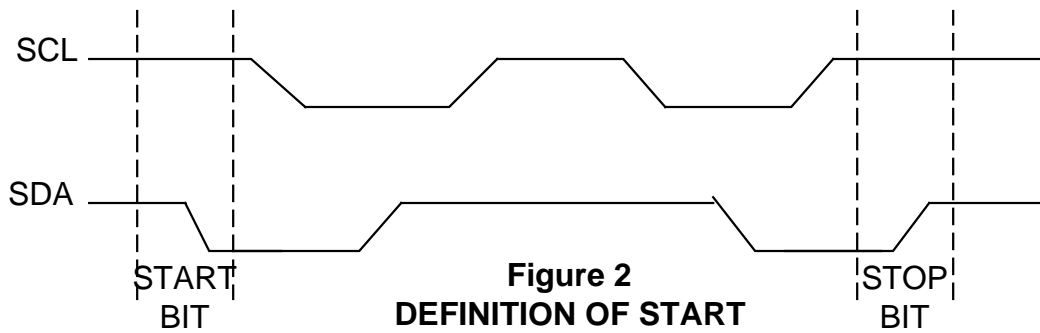 SCL
SDA
START
BIT
Figure 2
DEFINITION OF START
STOP
BIT